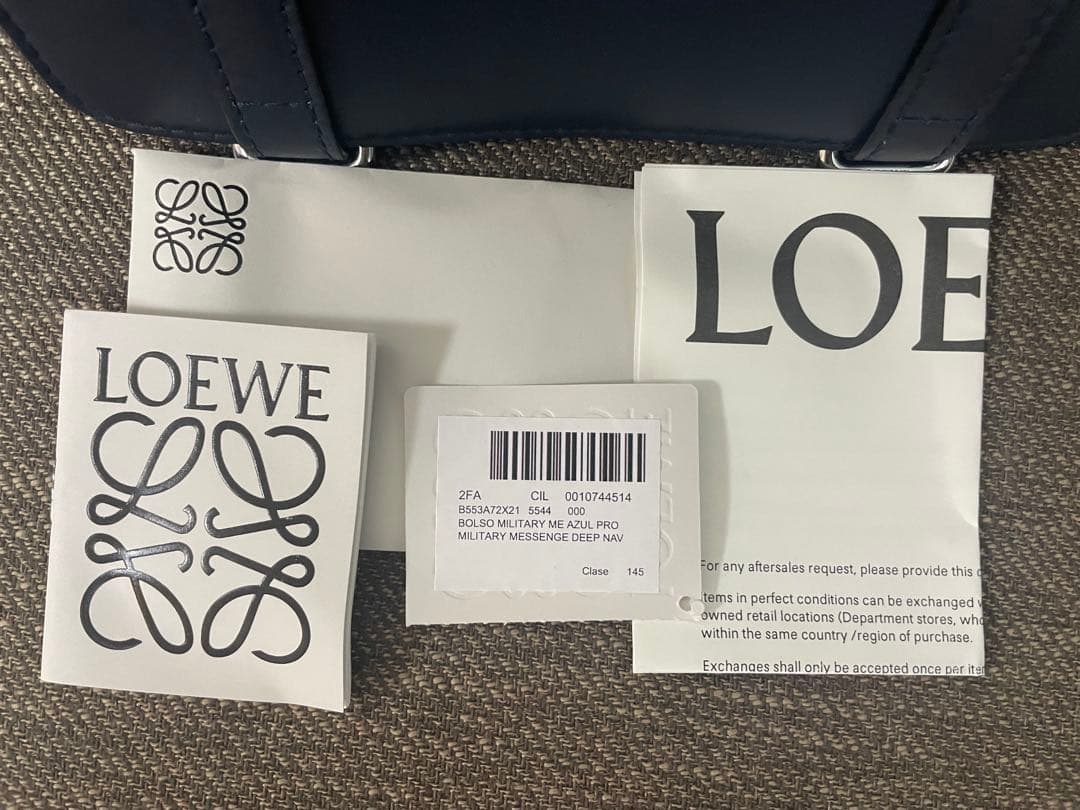 LOEWE
LOE
2FA CIL 0010744514
B553A72X21 5544 000
BOLSO MILITARY ME AZUL PRO
MILITARY MESSENGE DEEP NAV
Clase 145
For any aftersales request, please provide this
Items in perfect conditions can be exchanged
owned retail locations (Department stores,
within the same country /region of purchase.
Exchanges shall only be accepted once per